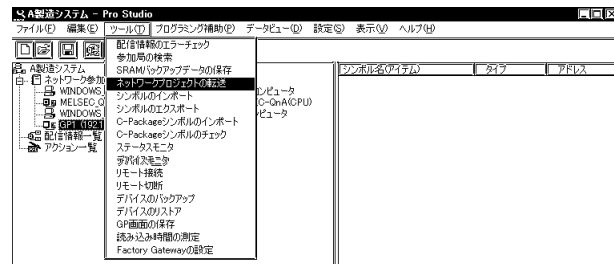 A製造システム - Pro Studio
ファイル(F) 編集(E) ツール(T) プログラミング補助(P) データビュー(D) 設定(S) 表示(V) ヘルプ(H)
配信情報のエラーチェック
参加局の検索
SRAMバックアップデータの保存
ネットワークプロジェクトの転送
シンボルのインポート
シンボルのエクスポート
C-Packageシンボルのインポート
C-Packageシンボルのチェック
ステータスモニタ
デバイスモニタ
リモート接続
リモート切断
デバイスのバックアップ
デバイスのリストア
GP画面の保存
読み込み時間の測定
Factory Gatewayの設定
A製造システム
ネットワーク参加
WINDOWS
MELSEC_Q
WINDOWS
GP1 (192.1
配信情報一覧
アクション一覧
ンピュータ
(C-QnA(CPU)
ピュータ
シンボル名(アイテム) タイプ アドレス